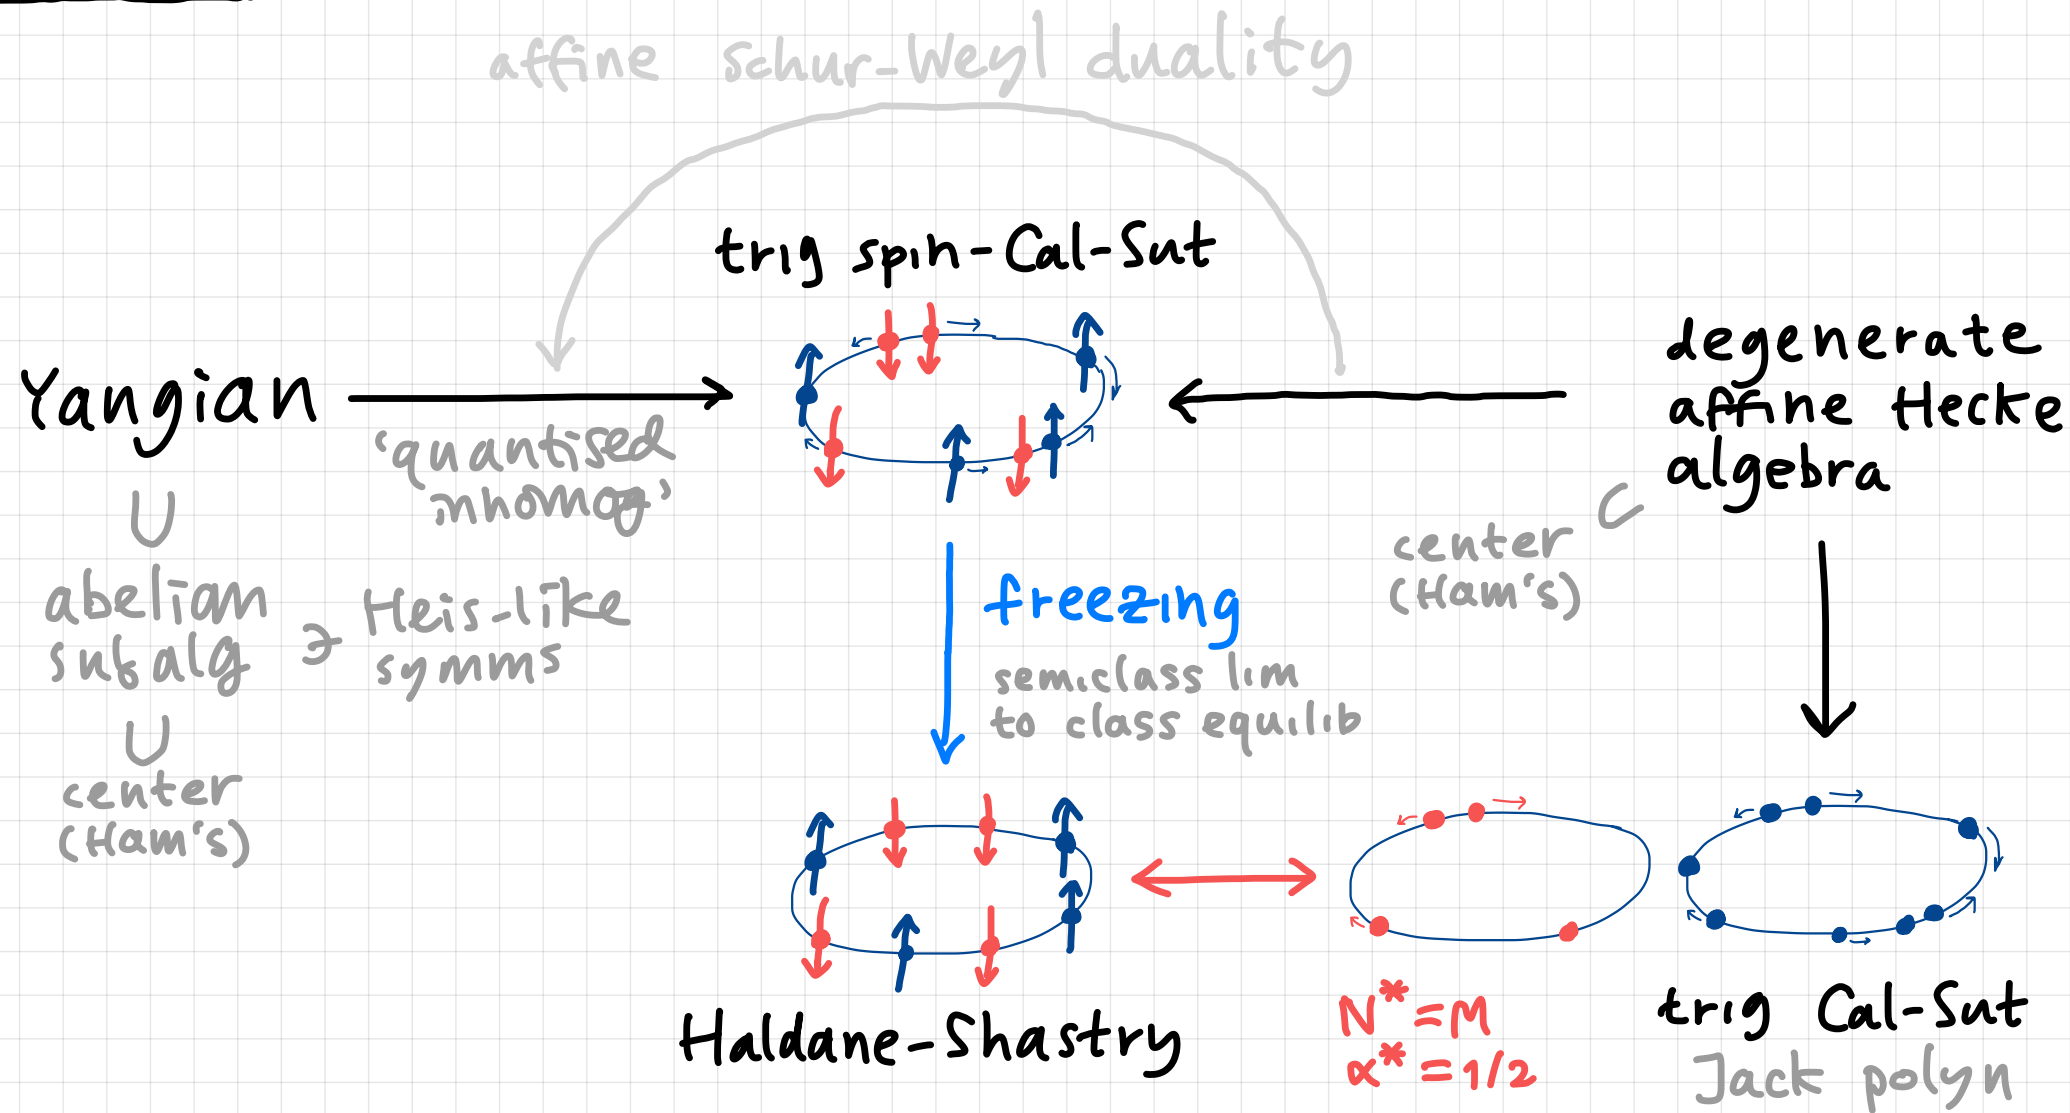 affine Schur-Weyl duality
trig spin-Cal-Sut
Yangian
'quantised
inhomog'
degenerate
affine Hecke
algebra
⊂
center
(Ham's)
∪
abelian
subalg
∋
Heis-like
symms
∪
center
(Ham's)
freezing
semiclass lim
to class equilib
Haldane-Shastry
N* = M
α* = 1/2
trig Cal-Sut
Jack polyn